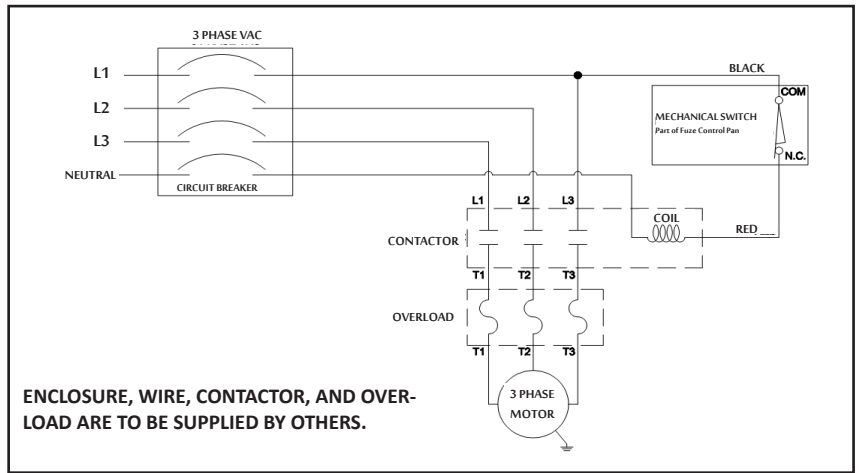 3 PHASE VAC
L1
L2
L3
NEUTRAL
CIRCUIT BREAKER
BLACK
COM
MECHANICAL SWITCH
Part of Fuze Control Pan
N.C.
L1 L2 L3
COIL
RED
CONTACTOR
T1 T2 T3
OVERLOAD
T1 T2 T3
3 PHASE
MOTOR
ENCLOSURE, WIRE, CONTACTOR, AND OVER-
LOAD ARE TO BE SUPPLIED BY OTHERS.